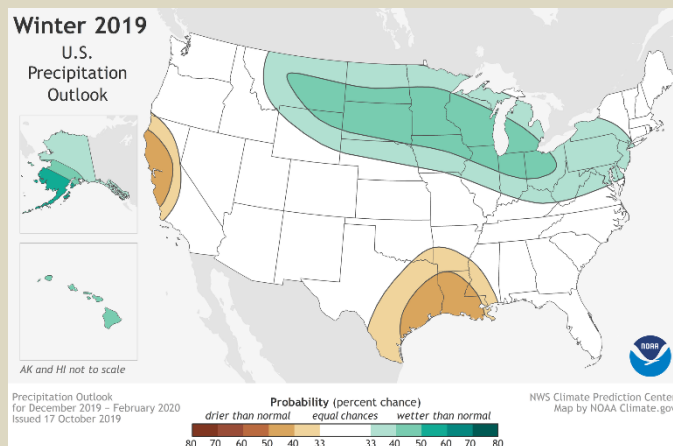 Winter 2019
U.S.
Precipitation
Outlook
AK and HI not to scale
NOAA
Precipitation Outlook
for December 2019 – February 2020
Issued 17 October 2019
Probability (percent chance)
drier than normal equal chances wetter than normal
80 70 60 50 40 33 33 40 50 60 70 80
NWS Climate Prediction Center
Map by NOAA Climate.gov